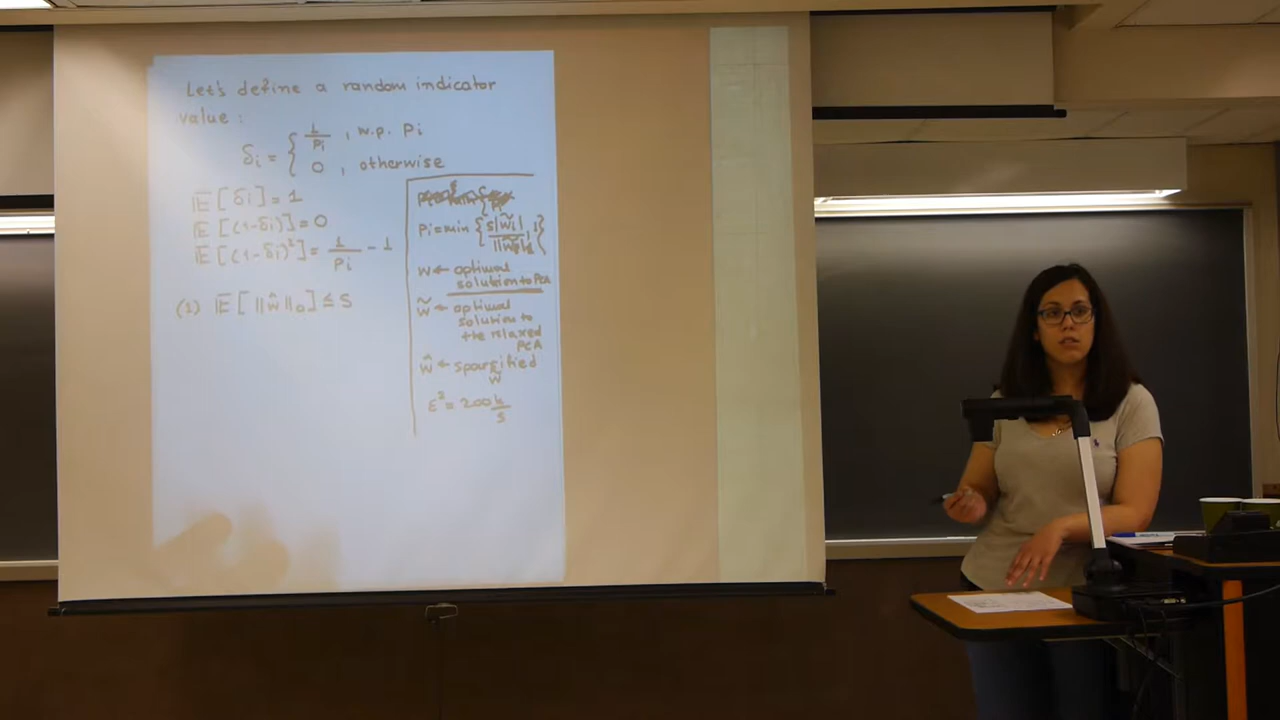 Let's define a random indicator
value :
δi = { 1/Pi , w.p. Pi
0 , otherwise
E[δi] = 1
E[(1-δi)] = 0
E[(1-δi)²] = 1/Pi - 1
(1) E[||ŵ||₀] ≤ s
Pi = min { s|w̃i| / ||w̃||₁ , 1 }
w ← optimal
solution to PCA
w̃ ← optimal
solution to
the relaxed
PCA
ŵ ← sparsified
w̃
ε² = 200k/s